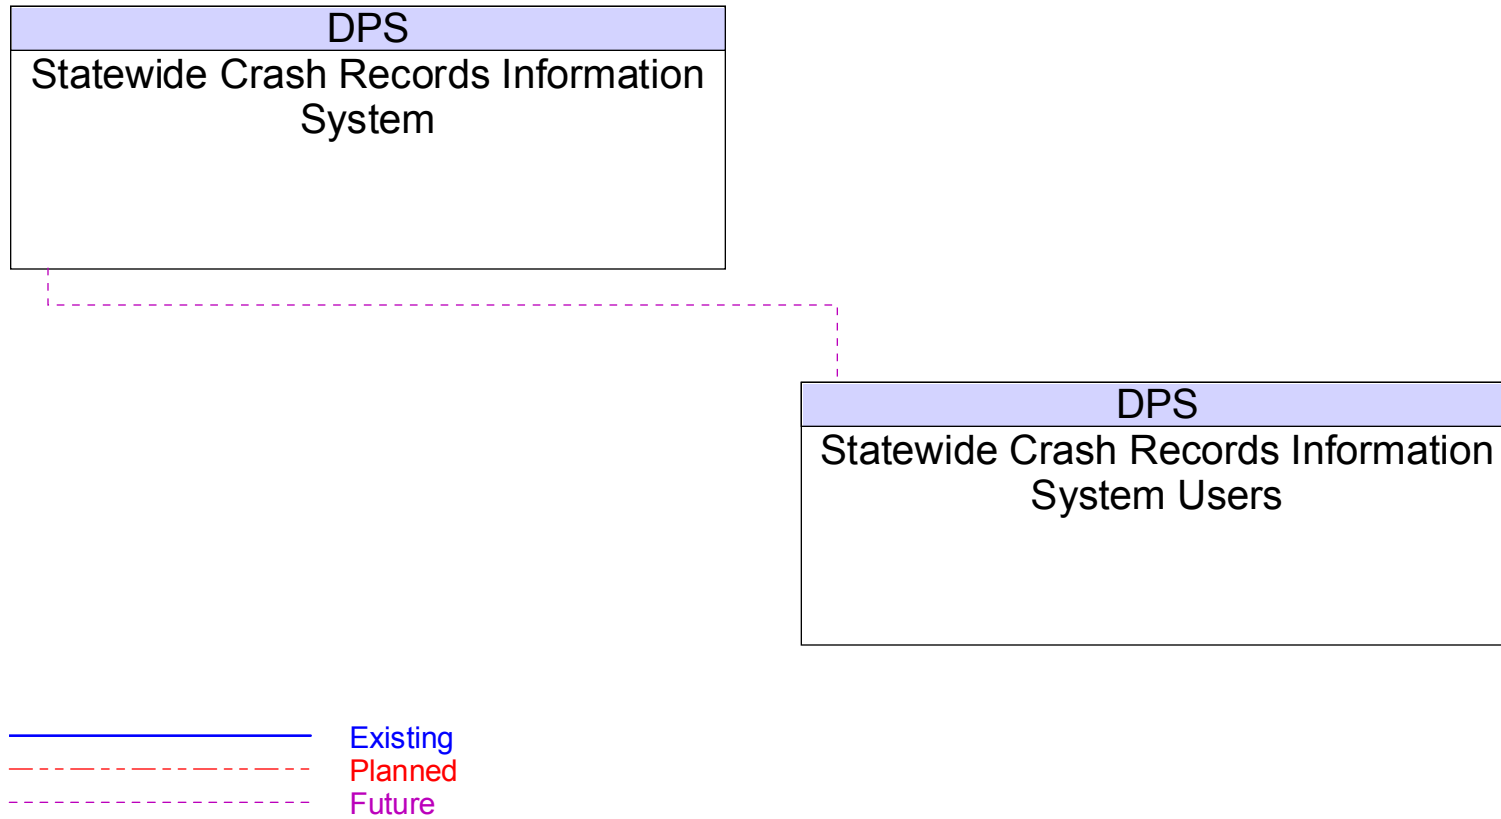 DPS
Statewide Crash Records Information
System
DPS
Statewide Crash Records Information
System Users
Existing
Planned
Future